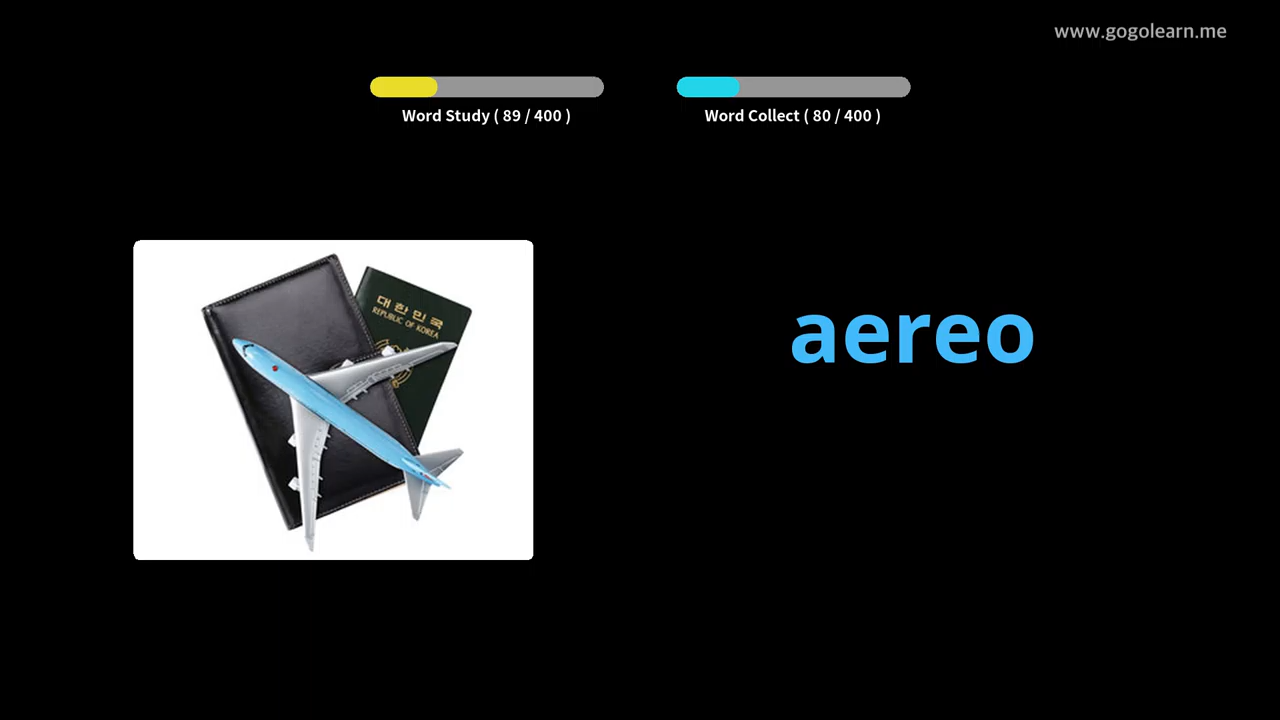 www.gogolearn.me
Word Study ( 89 / 400 )
Word Collect ( 80 / 400 )
대한민국
REPUBLIC OF KOREA
aereo